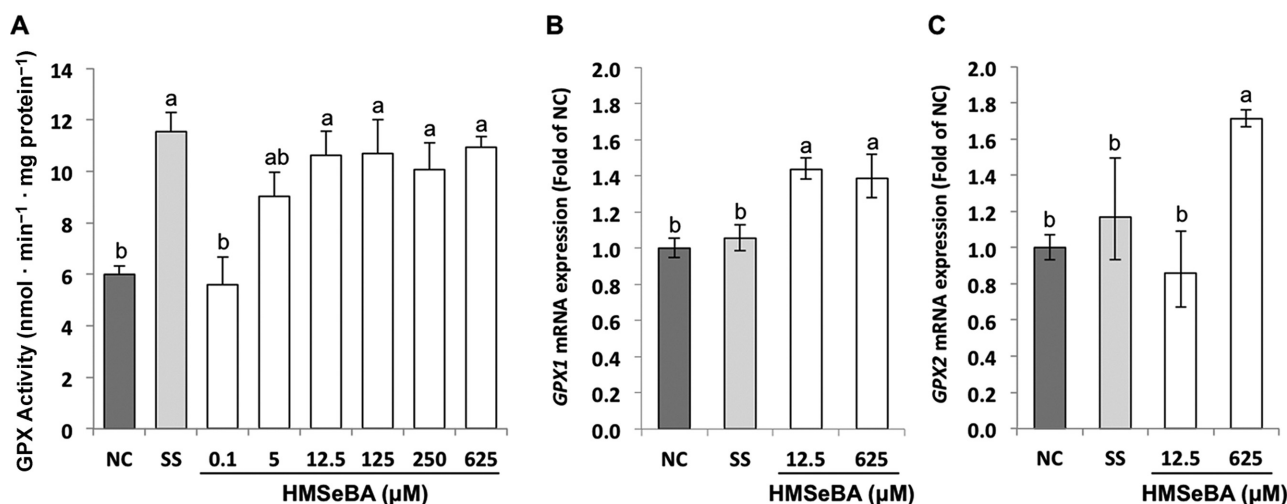 A
GPX Activity (nmol · min⁻¹ · mg protein⁻¹)
14
12
10
8
6
4
2
0
b
a
b
ab
a
a
a
a
NC SS 0.1 5 12.5 125 250 625
HMSeBA (µM)
B
GPX1 mRNA expression (Fold of NC)
2.0
1.8
1.6
1.4
1.2
1.0
0.8
0.6
0.4
0.2
0.0
b
b
a
a
NC SS 12.5 625
HMSeBA (µM)
C
GPX2 mRNA expression (Fold of NC)
2.0
1.8
1.6
1.4
1.2
1.0
0.8
0.6
0.4
0.2
0.0
b
b
b
a
NC SS 12.5 625
HMSeBA (µM)